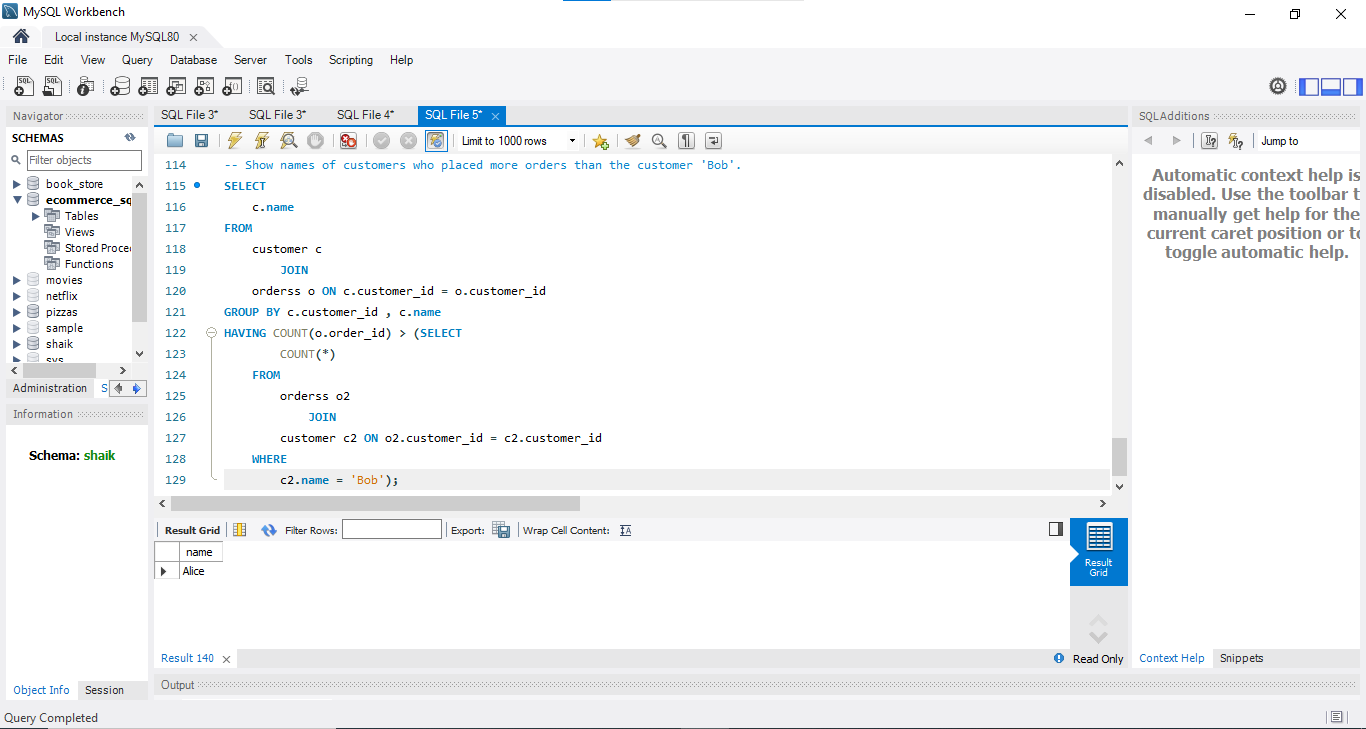 MySQL Workbench
Local instance MySQL80
File Edit View Query Database Server Tools Scripting Help
Navigator
SCHEMAS
Filter objects
book_store
ecommerce_sq
Tables
Views
Stored Proce
Functions
movies
netflix
pizzas
sample
shaik
sys
Administration S
Information
Schema: shaik
Object Info Session
SQL File 3* SQL File 3* SQL File 4* SQL File 5*
Limit to 1000 rows
114 -- Show names of customers who placed more orders than the customer 'Bob'.
115 SELECT
116 c.name
117 FROM
118 customer c
119 JOIN
120 orderss o ON c.customer_id = o.customer_id
121 GROUP BY c.customer_id , c.name
122 HAVING COUNT(o.order_id) > (SELECT
123 COUNT(*)
124 FROM
125 orderss o2
126 JOIN
127 customer c2 ON o2.customer_id = c2.customer_id
128 WHERE
129 c2.name = 'Bob');
Result Grid Filter Rows: Export: Wrap Cell Content:
name
Alice
Result
Grid
Result 140
Read Only
Output
SQLAdditions
Jump to
Automatic context help is
disabled. Use the toolbar t
manually get help for the
current caret position or to
toggle automatic help.
Context Help Snippets
Query Completed